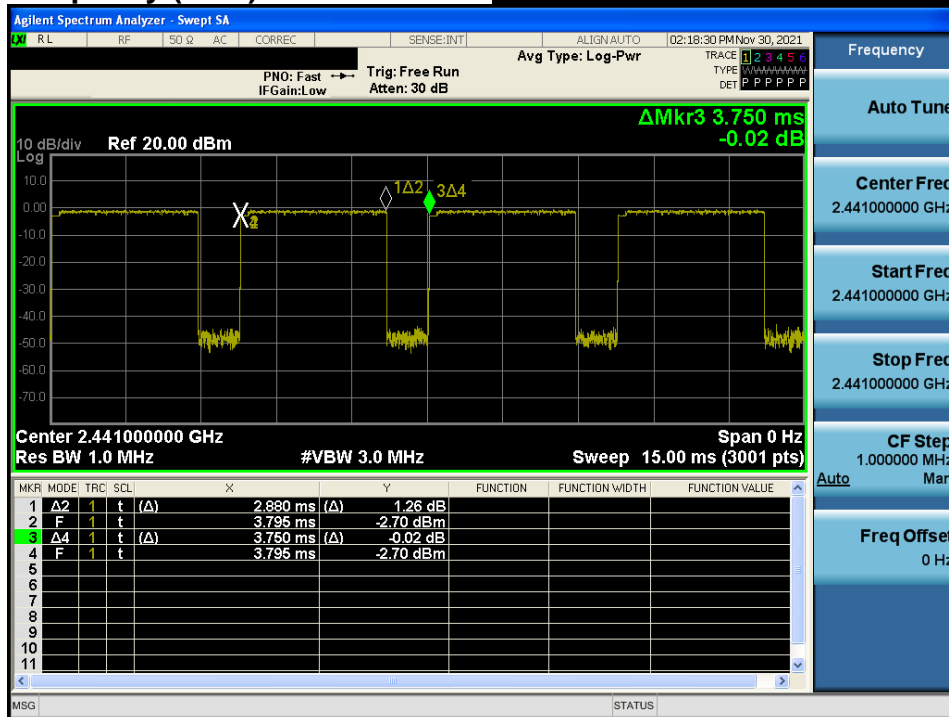 Agilent Spectrum Analyzer - Swept SA
LXI RL RF 50 Ω AC CORREC SENSE:INT ALIGN AUTO 02:18:30 PM Nov 30, 2021
Avg Type: Log-Pwr TRACE 1 2 3 4 5 6
PNO: Fast Trig: Free Run TYPE
IFGain:Low Atten: 30 dB DET P P P P P P
ΔMkr3 3.750 ms
-0.02 dB
10 dB/div Ref 20.00 dBm
Log
10.0
1Δ2 3Δ4
0.00
-10.0
-20.0
-30.0
-40.0
-50.0
-60.0
-70.0
Center 2.441000000 GHz Span 0 Hz
Res BW 1.0 MHz #VBW 3.0 MHz Sweep 15.00 ms (3001 pts)
MKR MODE TRC SCL X Y FUNCTION FUNCTION WIDTH FUNCTION VALUE
1 Δ2 1 t (Δ) 2.880 ms (Δ) 1.26 dB
2 F 1 t 3.795 ms -2.70 dBm
3 Δ4 1 t (Δ) 3.750 ms (Δ) -0.02 dB
4 F 1 t 3.795 ms -2.70 dBm
5
6
7
8
9
10
11
MSG STATUS
Frequency
Auto Tune
Center Freq
2.441000000 GHz
Start Freq
2.441000000 GHz
Stop Freq
2.441000000 GHz
CF Step
1.000000 MHz
Auto Man
Freq Offset
0 Hz